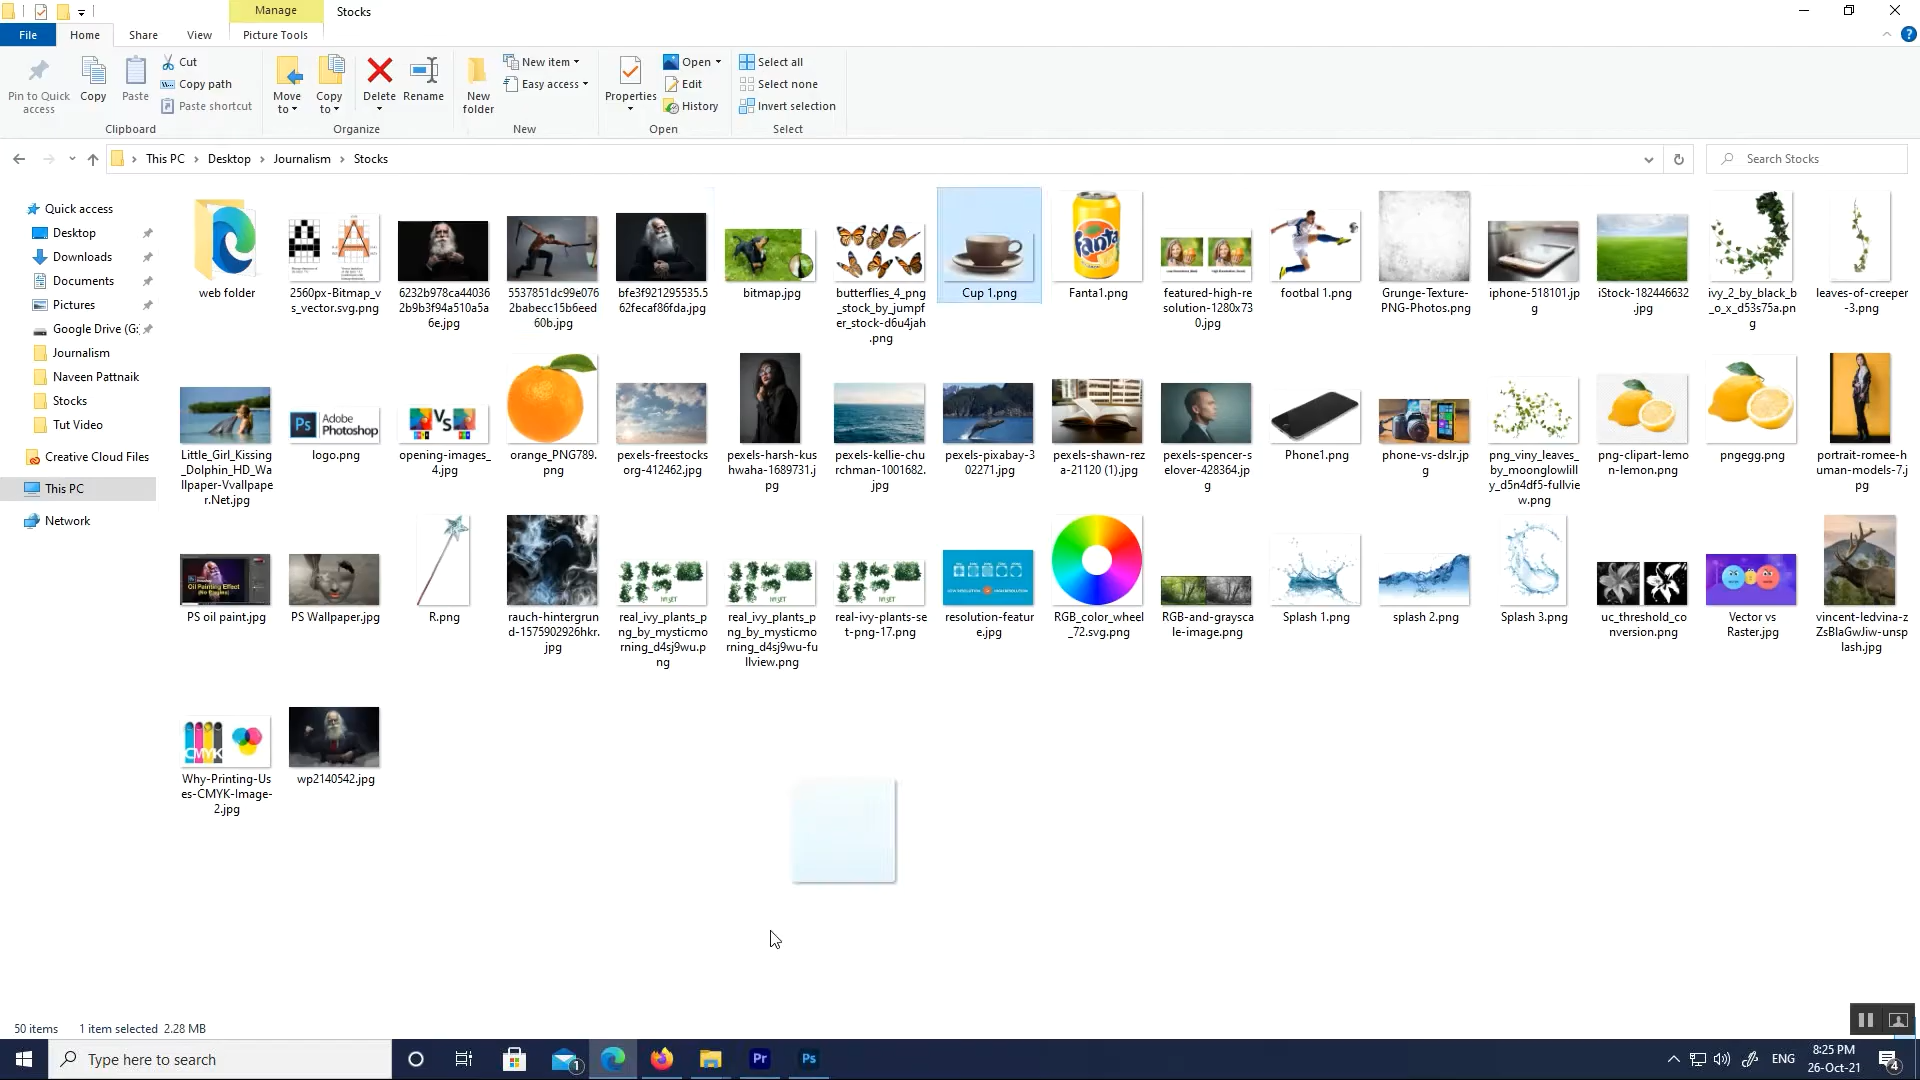 Manage
Stocks
File
Home
Share
View
Picture Tools
Pin to Quick
access
Copy
Paste
Cut
Copy path
Paste shortcut
Move
to
Copy
to
Delete
Rename
New
folder
New item
Easy access
Properties
Open
Edit
History
Select all
Select none
Invert selection
Clipboard
Organize
New
Open
Select
This PC > Desktop > Journalism > Stocks
Search Stocks
Quick access
Desktop
Downloads
Documents
Pictures
Google Drive (G:
Journalism
Naveen Pattnaik
Stocks
Tut Video
Creative Cloud Files
This PC
Network
web folder
2560px-Bitmap_v
s_vector.svg.png
6232b978ca44036
2b9b3f94a510a5a
6e.jpg
5537851dc99e076
2babecc15b6eed
60b.jpg
bfe3f921295535.5
62fecaf86fda.jpg
bitmap.jpg
butterflies_4_png
_stock_by_jumpf
er_stock-d6u4jah
.png
Cup 1.png
Fanta
Fanta1.png
featured-high-re
solution-1280x73
0.jpg
footbal 1.png
Grunge-Texture-
PNG-Photos.png
iphone-518101.jp
g
iStock-182446632
.jpg
ivy_2_by_black_b
_o_x_d53s75a.pn
g
leaves-of-creeper
-3.png
Little_Girl_Kissing
_Dolphin_HD_Wa
llpaper-Vvallpape
r.Net.jpg
Ps Adobe
Photoshop
logo.png
VS
opening-images_
4.jpg
orange_PNG789.
png
pexels-freestocks
org-412462.jpg
pexels-harsh-kus
hwaha-1689731.j
pg
pexels-kellie-chu
rchman-1001682.
jpg
pexels-pixabay-3
02271.jpg
pexels-shawn-rez
a-21120 (1).jpg
pexels-spencer-s
elover-428364.jp
g
Phone1.png
phone-vs-dslr.jp
g
png_viny_leaves_
by_moonglowlill
y_d5n4df5-fullvie
w.png
png-clipart-lemo
n-lemon.png
pngegg.png
portrait-romee-h
uman-models-7.j
pg
Oil Painting Effect
(No Plugins)
PS oil paint.jpg
PS Wallpaper.jpg
R.png
rauch-hintergrun
d-1575902926hkr.
jpg
real_ivy_plants_p
ng_by_mysticmo
rning_d4sj9wu.p
ng
real_ivy_plants_p
ng_by_mysticmo
rning_d4sj9wu-fu
llview.png
real-ivy-plants-se
t-png-17.png
resolution-featur
e.jpg
RGB_color_wheel
_72.svg.png
RGB-and-graysca
le-image.png
Splash 1.png
splash 2.png
Splash 3.png
uc_threshold_co
nversion.png
Vector vs
Raster.jpg
vincent-ledvina-z
ZsBlaGwJiw-unsp
lash.jpg
CMYK
Why-Printing-Us
es-CMYK-Image-
2.jpg
wp2140542.jpg
50 items 1 item selected 2.28 MB
Type here to search
1
Pr
Ps
ENG
8:25 PM
26-Oct-21
4